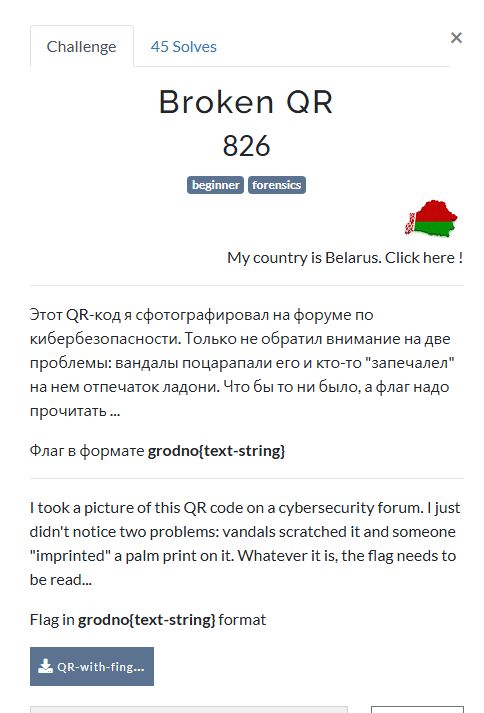 Challenge 45 Solves ×
Broken QR
826
beginner forensics
My country is Belarus. Click here !
Этот QR-код я сфотографировал на форуме по
кибербезопасности. Только не обратил внимание на две
проблемы: вандалы поцарапали его и кто-то "запечалел"
на нем отпечаток ладони. Что бы то ни было, а флаг надо
прочитать ...
Флаг в формате grodno{text-string}
I took a picture of this QR code on a cybersecurity forum. I just
didn't notice two problems: vandals scratched it and someone
"imprinted" a palm print on it. Whatever it is, the flag needs to
be read...
Flag in grodno{text-string} format
QR-with-fing...